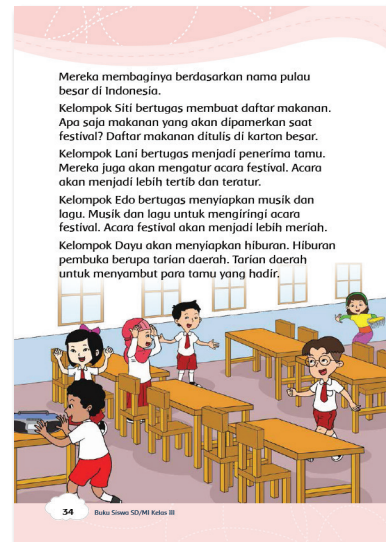 Mereka membaginya berdasarkan nama pulau
besar di Indonesia.
Kelompok Siti bertugas membuat daftar makanan.
Apa saja makanan yang akan dipamerkan saat
festival? Daftar makanan ditulis di karton besar.
Kelompok Lani bertugas menjadi penerima tamu.
Mereka juga akan mengatur acara festival. Acara
akan menjadi lebih tertib dan teratur.
Kelompok Edo bertugas menyiapkan musik dan
lagu. Musik dan lagu untuk mengiringi acara
festival. Acara festival akan menjadi lebih meriah.
Kelompok Dayu akan menyiapkan hiburan. Hiburan
pembuka berupa tarian daerah. Tarian daerah
untuk menyambut para tamu yang hadir.
34 Buku Siswa SD/MI Kelas III